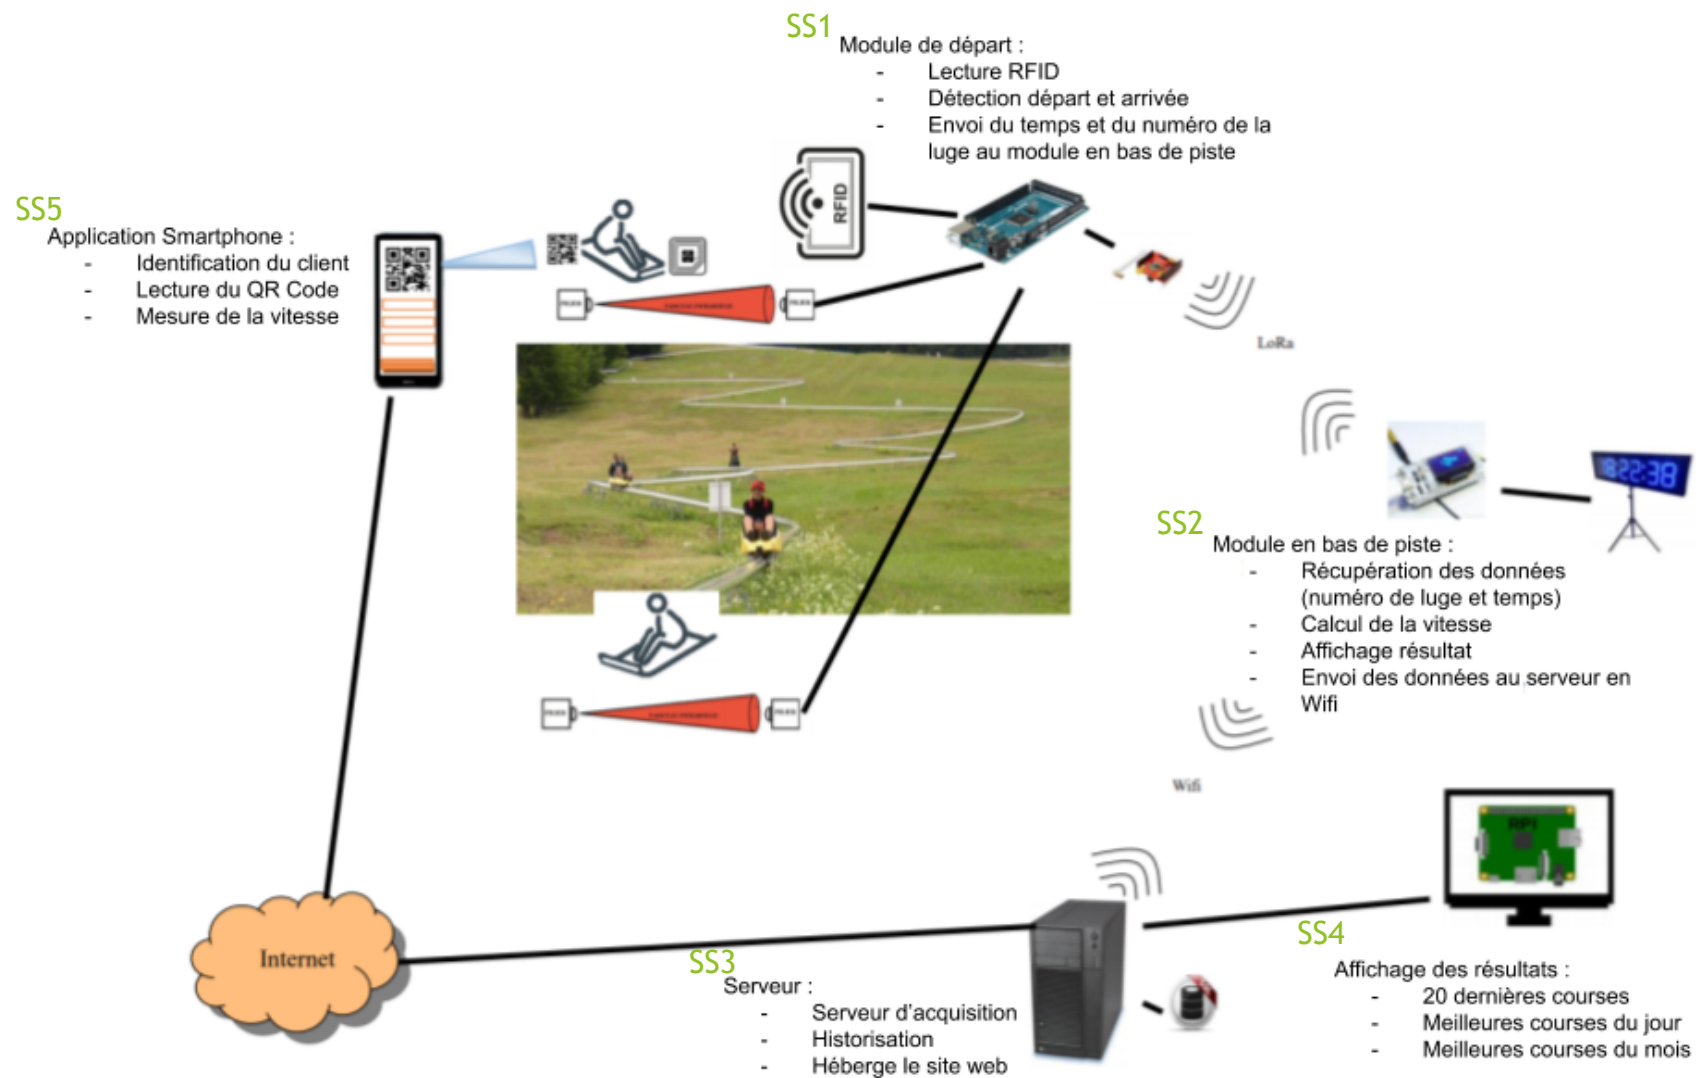 SS1
Module de départ :
- Lecture RFID
- Détection départ et arrivée
- Envoi du temps et du numéro de la
luge au module en bas de piste
RFID
SS5
Application Smartphone :
- Identification du client
- Lecture du QR Code
- Mesure de la vitesse
LoRa
18:22:38
SS2
Module en bas de piste :
- Récupération des données
(numéro de luge et temps)
- Calcul de la vitesse
- Affichage résultat
- Envoi des données au serveur en
Wifi
Wifi
RPI
Internet
SS3
Serveur :
- Serveur d'acquisition
- Historisation
- Héberge le site web
SS4
Affichage des résultats :
- 20 dernières courses
- Meilleures courses du jour
- Meilleures courses du mois